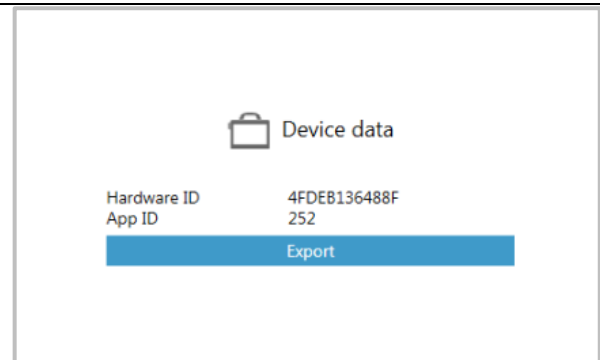 Device data
Hardware ID 4FDEB136488F
App ID 252
Export